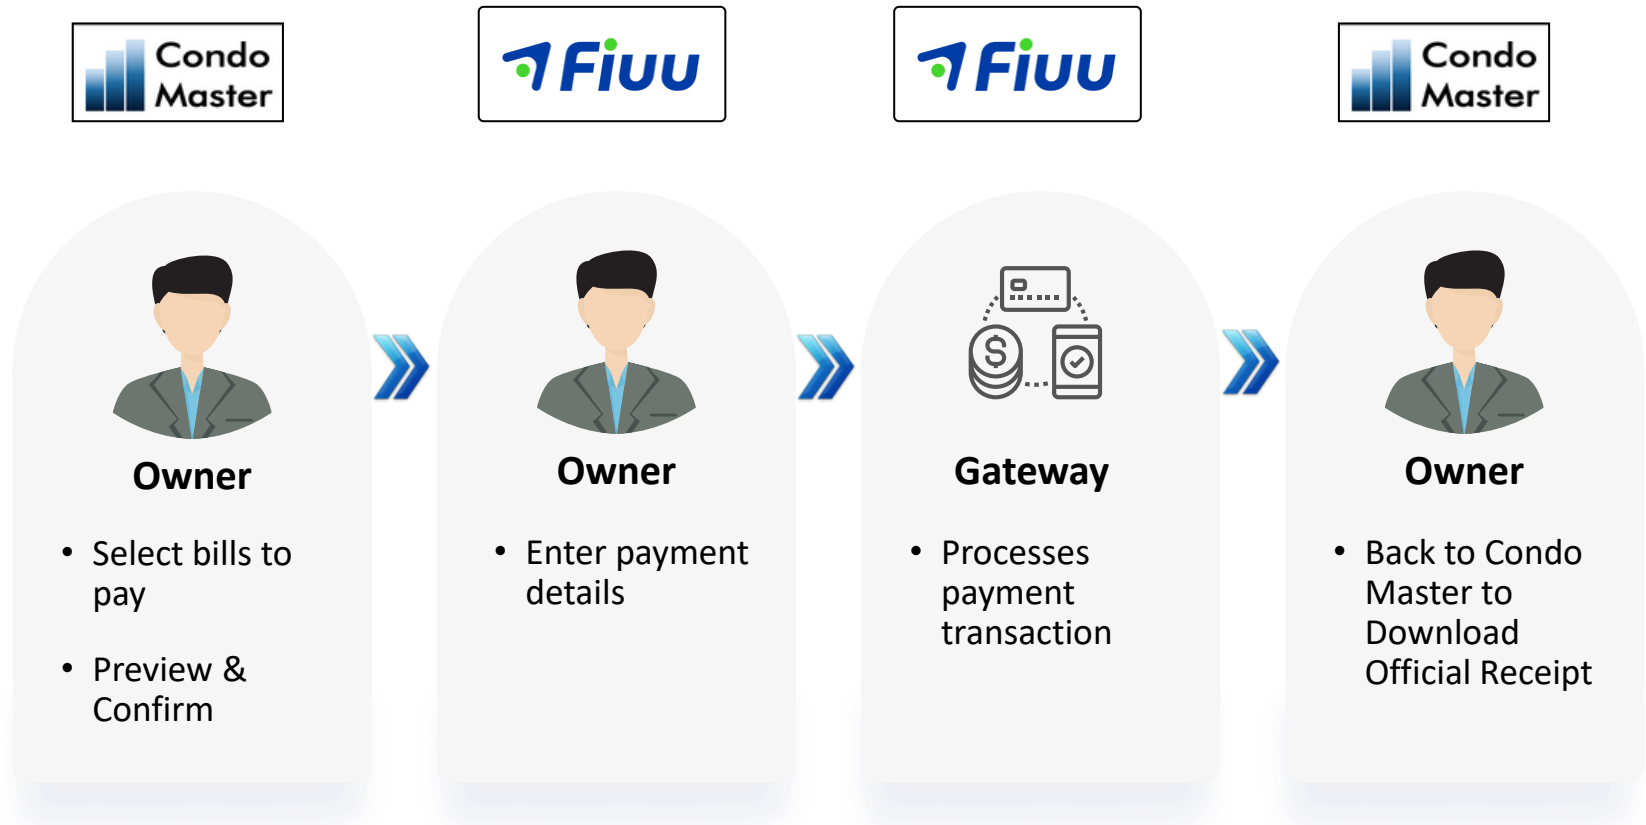 Condo
Master
Fiuu
Fiuu
Condo
Master
Owner
• Select bills to
pay
• Preview &
Confirm
Owner
• Enter payment
details
Gateway
• Processes
payment
transaction
Owner
• Back to Condo
Master to
Download
Official Receipt